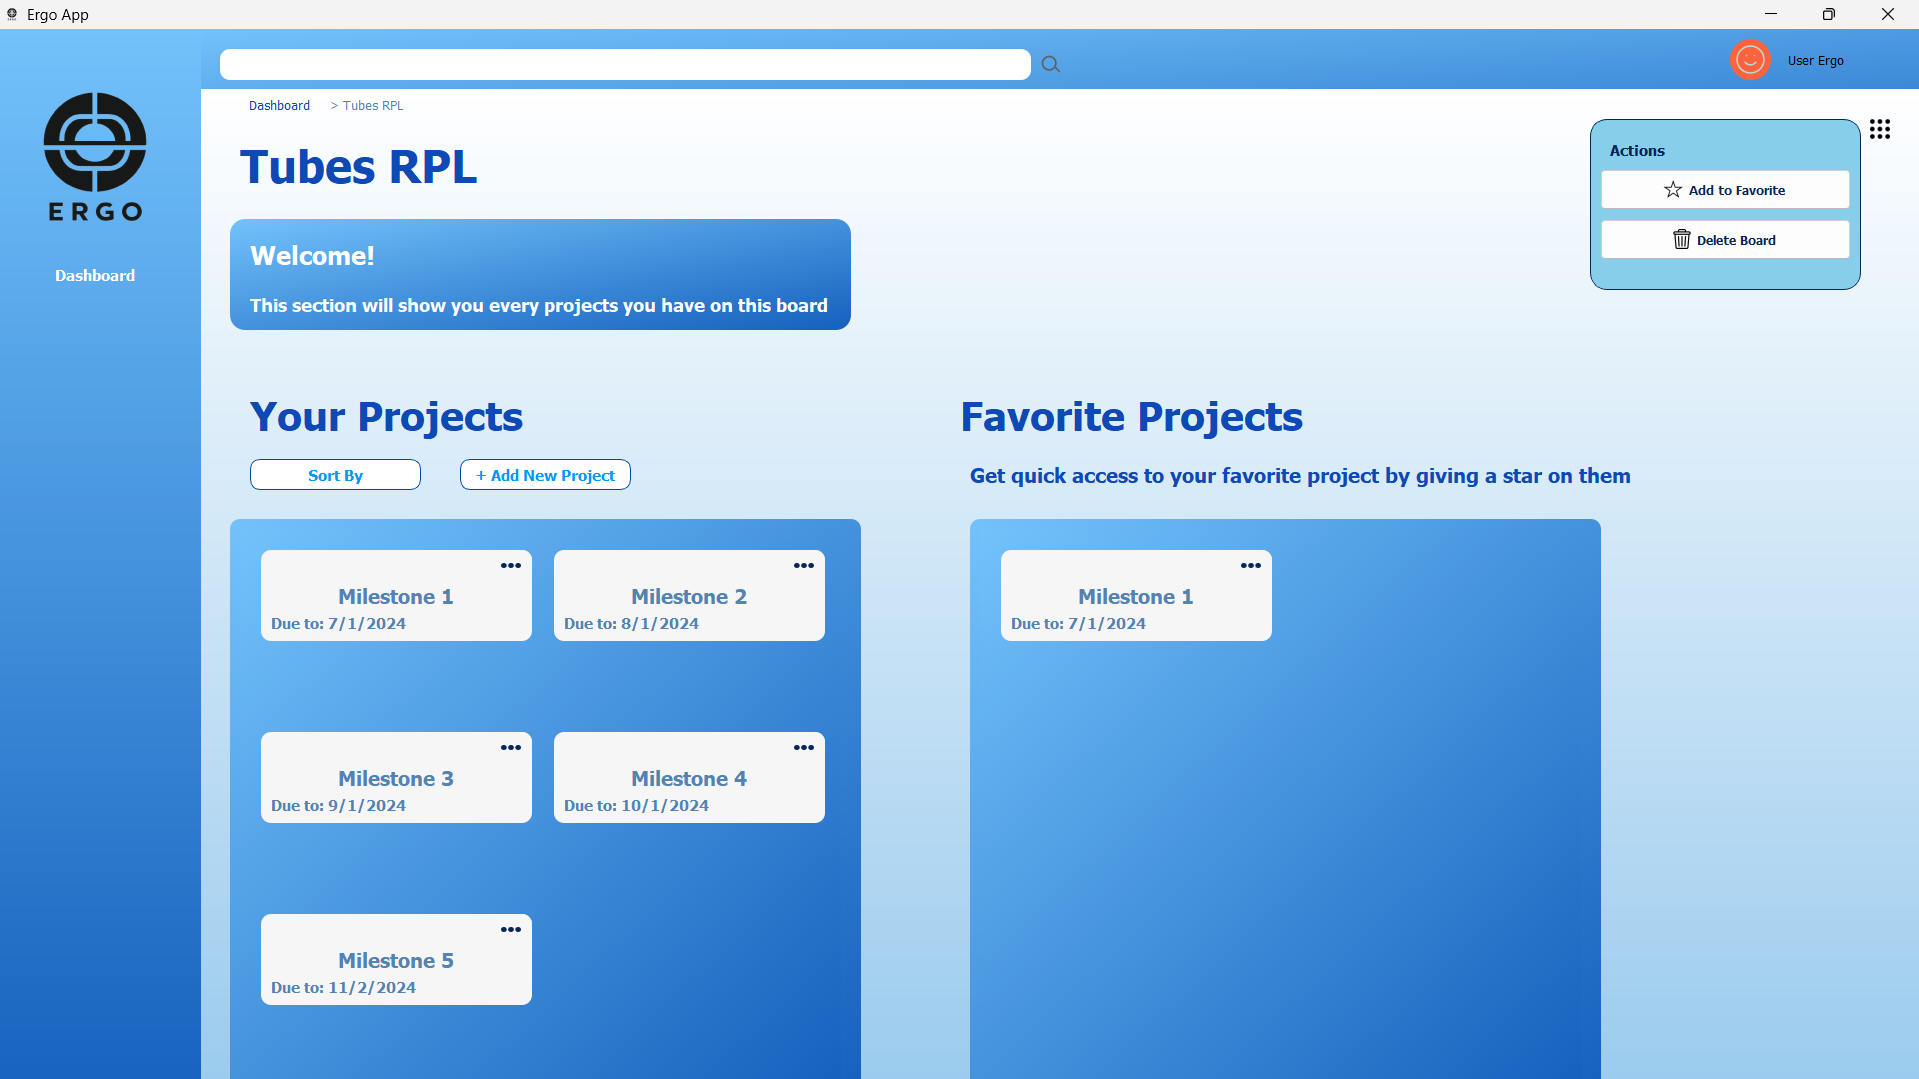 Ergo App
User Ergo
ERGO
Dashboard
Dashboard > Tubes RPL
Tubes RPL
Actions
Add to Favorite
Delete Board
Welcome!
This section will show you every projects you have on this board
Your Projects
Sort By
+ Add New Project
Milestone 1
Due to: 7/1/2024
Milestone 2
Due to: 8/1/2024
Milestone 3
Due to: 9/1/2024
Milestone 4
Due to: 10/1/2024
Milestone 5
Due to: 11/2/2024
Favorite Projects
Get quick access to your favorite project by giving a star on them
Milestone 1
Due to: 7/1/2024